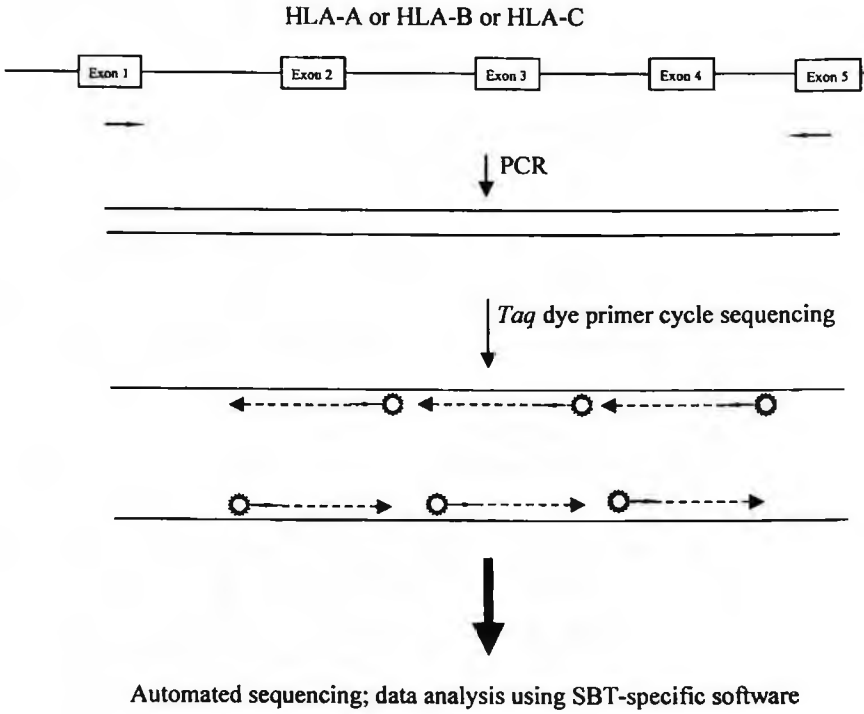 HLA-A or HLA-B or HLA-C
Exon 1 Exon 2 Exon 3 Exon 4 Exon 5
PCR
Taq dye primer cycle sequencing
Automated sequencing; data analysis using SBT-specific software